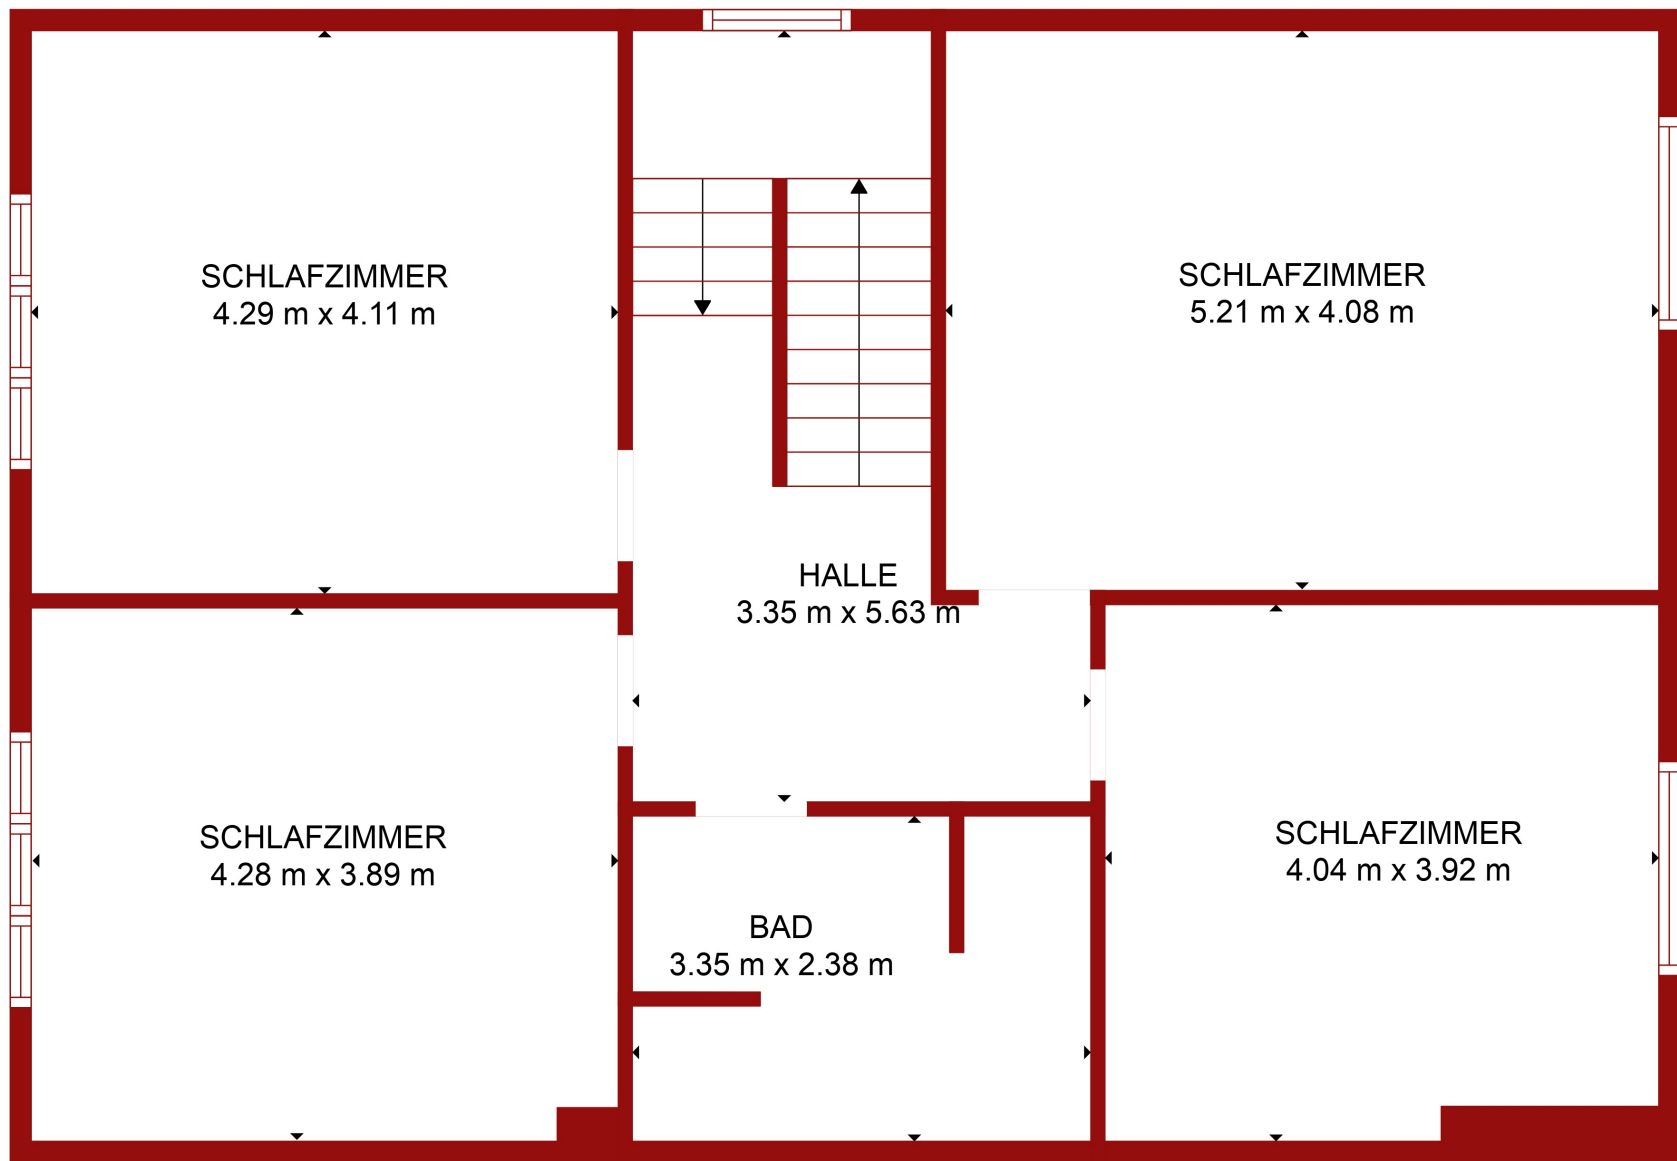 SCHLAFZIMMER
4.29 m x 4.11 m
SCHLAFZIMMER
5.21 m x 4.08 m
HALLE
3.35 m x 5.63 m
SCHLAFZIMMER
4.28 m x 3.89 m
SCHLAFZIMMER
4.04 m x 3.92 m
BAD
3.35 m x 2.38 m